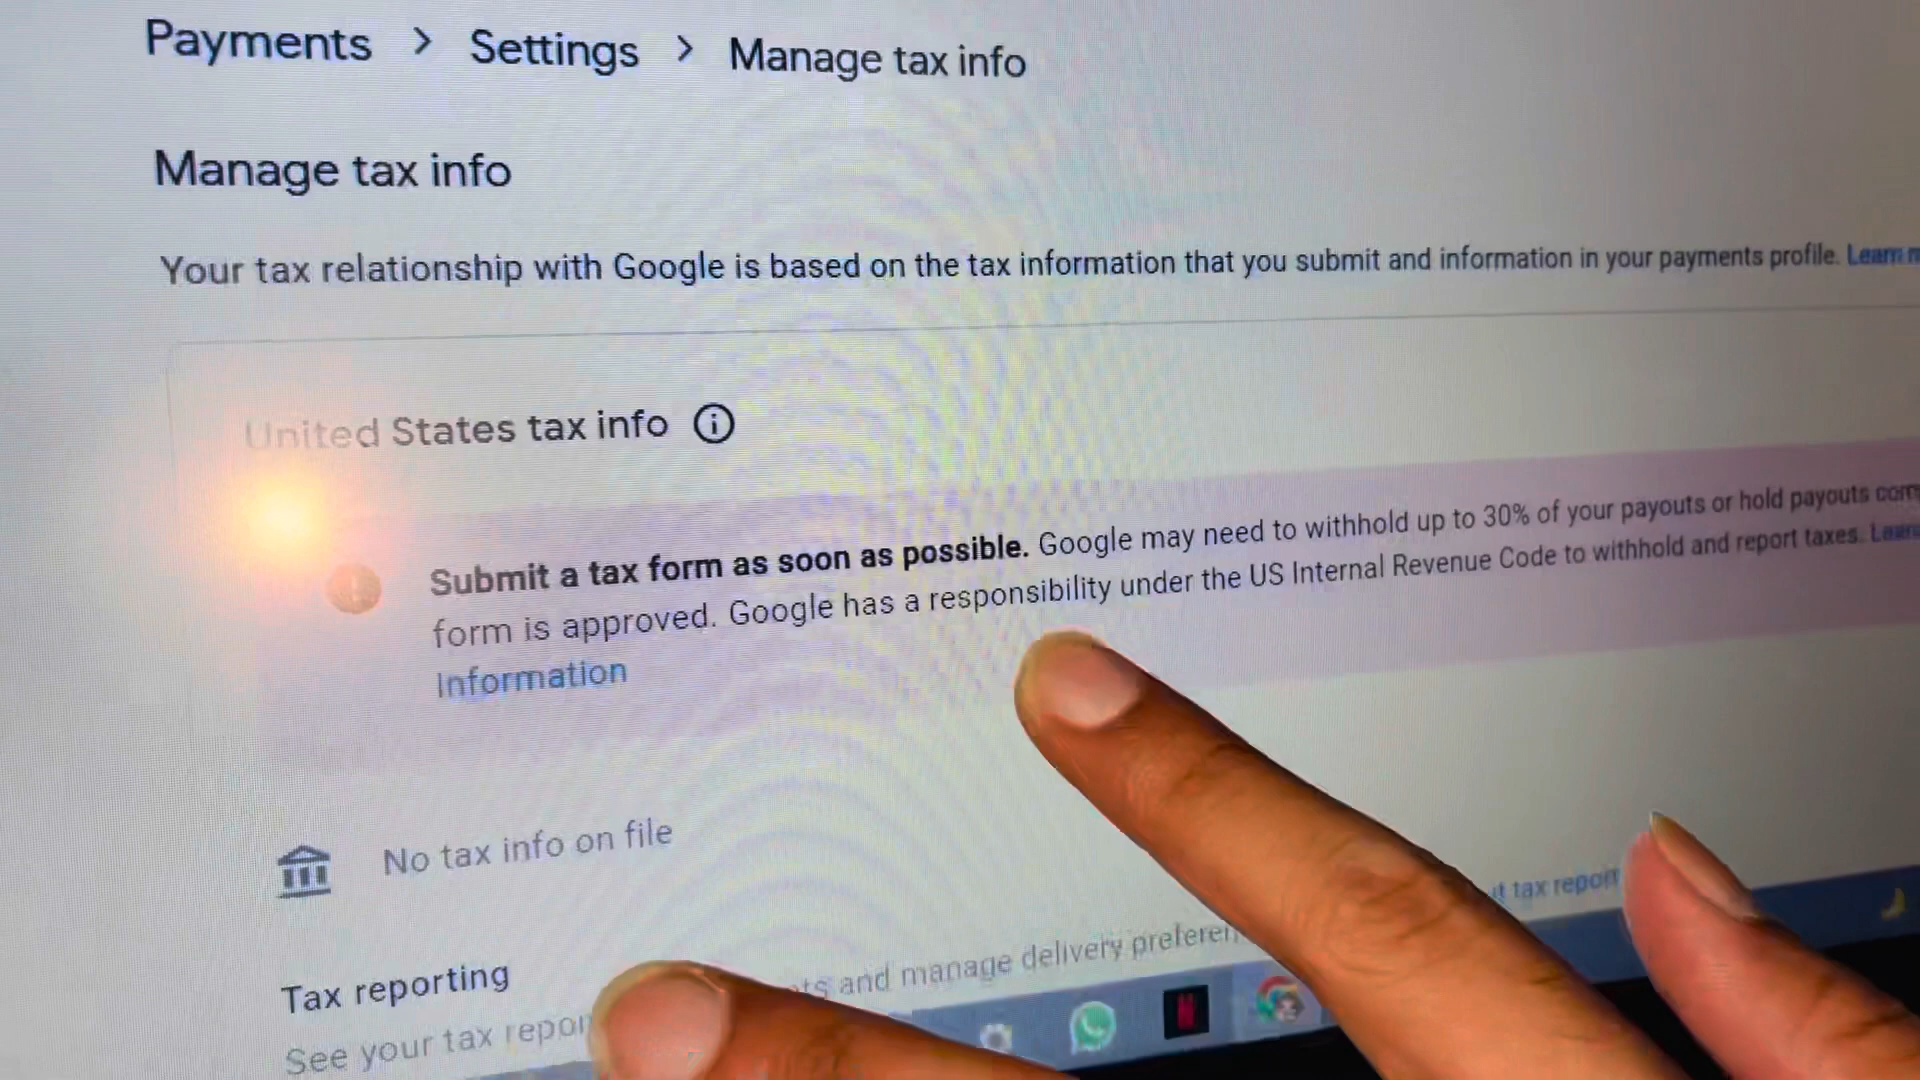 Payments > Settings > Manage tax info
Manage tax info
Your tax relationship with Google is based on the tax information that you submit and information in your payments profile. Learn
United States tax info
Submit a tax form as soon as possible. Google may need to withhold up to 30% of your payouts or hold payouts
form is approved. Google has a responsibility under the US Internal Revenue Code to withhold and report taxes.
Information
No tax info on file
Tax reporting
and manage delivery
tax report
See your tax